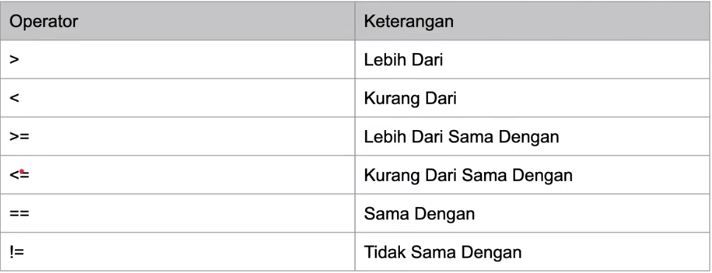 Operator Keterangan
> Lebih Dari
< Kurang Dari
>= Lebih Dari Sama Dengan
<= Kurang Dari Sama Dengan
== Sama Dengan
!= Tidak Sama Dengan